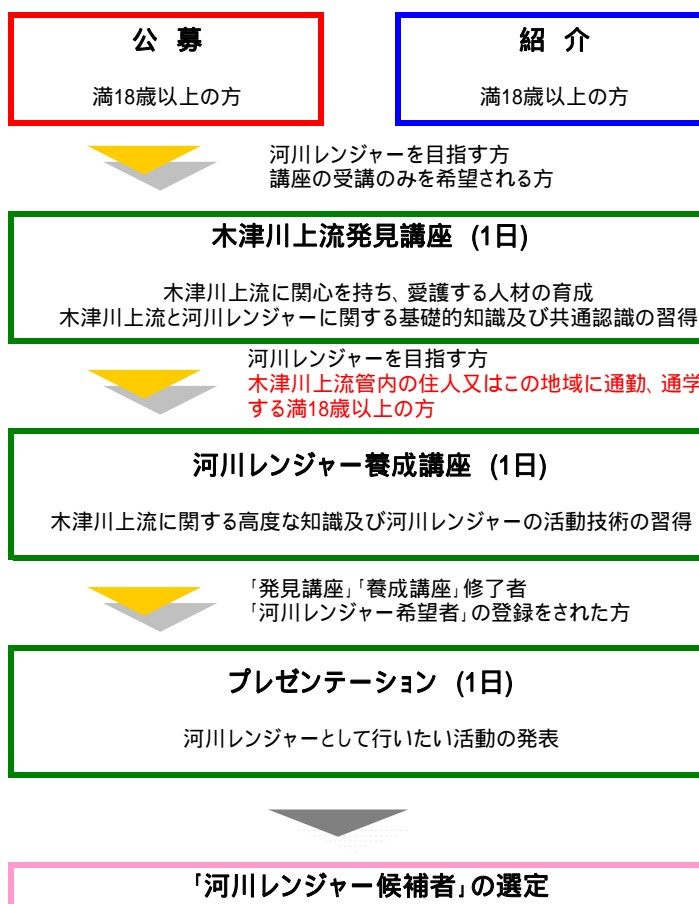 公 募
満18歳以上の方
紹 介
満18歳以上の方
河川レンジャーを目指す方
講座の受講のみを希望される方
木津川上流発見講座 (1日)
木津川上流に関心を持ち、愛護する人材の育成
木津川上流と河川レンジャーに関する基礎的知識及び共通認識の習得
河川レンジャーを目指す方
木津川上流管内の住人又はこの地域に通勤、通学
する満18歳以上の方
河川レンジャー養成講座 (1日)
木津川上流に関する高度な知識及び河川レンジャーの活動技術の習得
「発見講座」「養成講座」修了者
「河川レンジャー希望者」の登録をされた方
プレゼンテーション (1日)
河川レンジャーとして行いたい活動の発表
「河川レンジャー候補者」の選定